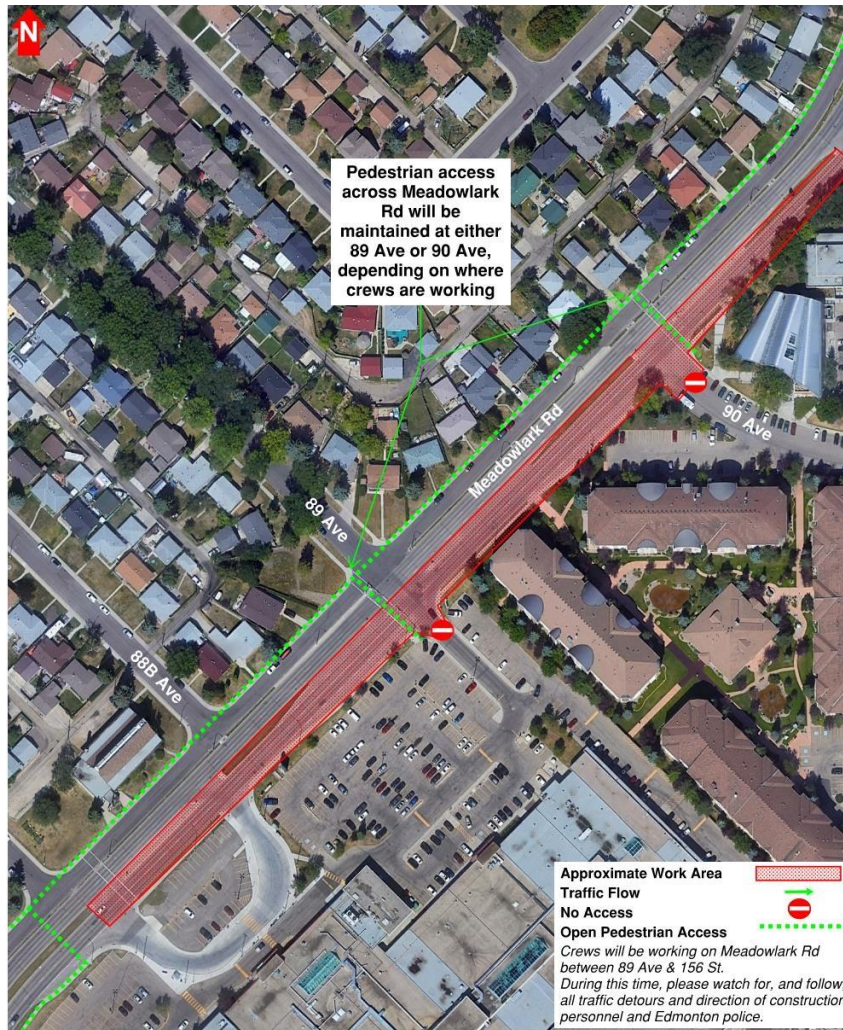 N
Pedestrian access
across Meadowlark
Rd will be
maintained at either
89 Ave or 90 Ave,
depending on where
crews are working
Meadowlark Rd
90 Ave
89 Ave
88B Ave
Approximate Work Area
Traffic Flow
No Access
Open Pedestrian Access
Crews will be working on Meadowlark Rd
between 89 Ave & 156 St.
During this time, please watch for, and follow,
all traffic detours and direction of construction
personnel and Edmonton police.